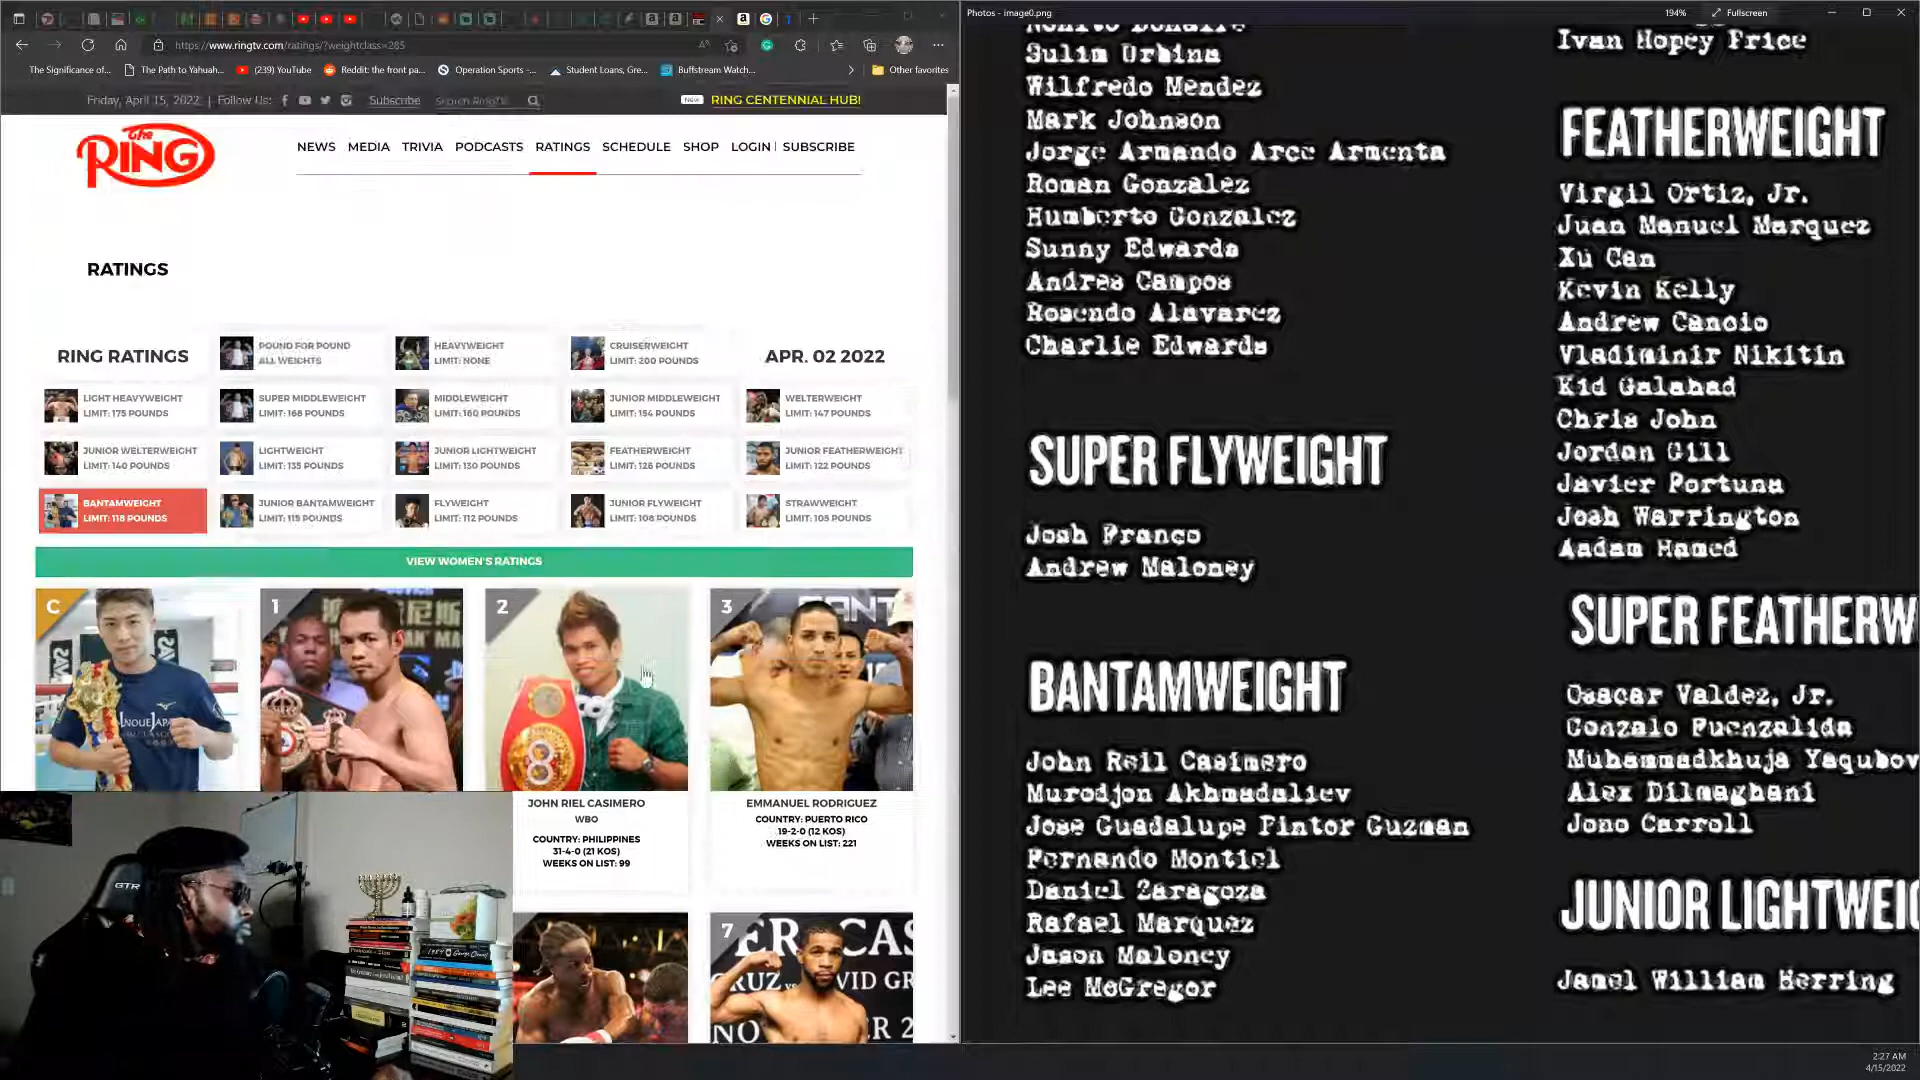 https://www.ringtv.com/ratings/?weightclass=285
The Significance of...
The Path to Yahuah...
(239) YouTube
Reddit: the front pa...
Operation Sports -...
Student Loans, Gre...
Buffstream Watch...
Other favorites
Friday, April 15, 2022 | Follow Us:
Subscribe
Search RingTV
New
RING CENTENNIAL HUB!
The RING
NEWS MEDIA TRIVIA PODCASTS RATINGS SCHEDULE SHOP LOGIN | SUBSCRIBE
RATINGS
RING RATINGS
POUND FOR POUND
ALL WEIGHTS
HEAVYWEIGHT
LIMIT: NONE
CRUISERWEIGHT
LIMIT: 200 POUNDS
APR. 02 2022
LIGHT HEAVYWEIGHT
LIMIT: 175 POUNDS
SUPER MIDDLEWEIGHT
LIMIT: 168 POUNDS
MIDDLEWEIGHT
LIMIT: 160 POUNDS
JUNIOR MIDDLEWEIGHT
LIMIT: 154 POUNDS
WELTERWEIGHT
LIMIT: 147 POUNDS
JUNIOR WELTERWEIGHT
LIMIT: 140 POUNDS
LIGHTWEIGHT
LIMIT: 135 POUNDS
JUNIOR LIGHTWEIGHT
LIMIT: 130 POUNDS
FEATHERWEIGHT
LIMIT: 126 POUNDS
JUNIOR FEATHERWEIGHT
LIMIT: 122 POUNDS
BANTAMWEIGHT
LIMIT: 118 POUNDS
JUNIOR BANTAMWEIGHT
LIMIT: 115 POUNDS
FLYWEIGHT
LIMIT: 112 POUNDS
JUNIOR FLYWEIGHT
LIMIT: 108 POUNDS
STRAWWEIGHT
LIMIT: 105 POUNDS
VIEW WOMEN'S RATINGS
C
1
2
3
JOHN RIEL CASIMERO
WBO
COUNTRY: PHILIPPINES
31-4-0 (21 KOS)
WEEKS ON LIST: 99
EMMANUEL RODRIGUEZ
COUNTRY: PUERTO RICO
19-2-0 (12 KOS)
WEEKS ON LIST: 221
7
GTR
1984
Photos - image0.png
194%
Fullscreen
Sulim Urbina
Wilfredo Mendez
Mark Johnson
Jorge Armando Arce Armenta
Roman Gonzalez
Humberto Gonzalez
Sunny Edwards
Andres Campos
Rosendo Alavarez
Charlie Edwards
SUPER FLYWEIGHT
Josh Franco
Andrew Maloney
BANTAMWEIGHT
John Reil Casimero
Murodjon Akhmadaliev
Jose Guadalupe Pintor Guzman
Fernando Montiel
Daniel Zaragoza
Rafael Marquez
Jason Maloney
Lee McGregor
Ivan Hopey Price
FEATHERWEIGHT
Virgil Ortiz, Jr.
Juan Manuel Marquez
Xu Can
Kevin Kelly
Andrew Cancio
Vladiminir Nikitin
Kid Galahad
Chris John
Jordan Gill
Javier Fortuna
Josh Warrington
Aadam Hamed
SUPER FEATHERW
Osscar Valdez, Jr.
Gonzalo Fuenzalida
Muhammadkhuja Yaqubov
Alex Dilmaghani
Jono Carroll
JUNIOR LIGHTWEIG
Jamel William Herring
2:27 AM
4/15/2022